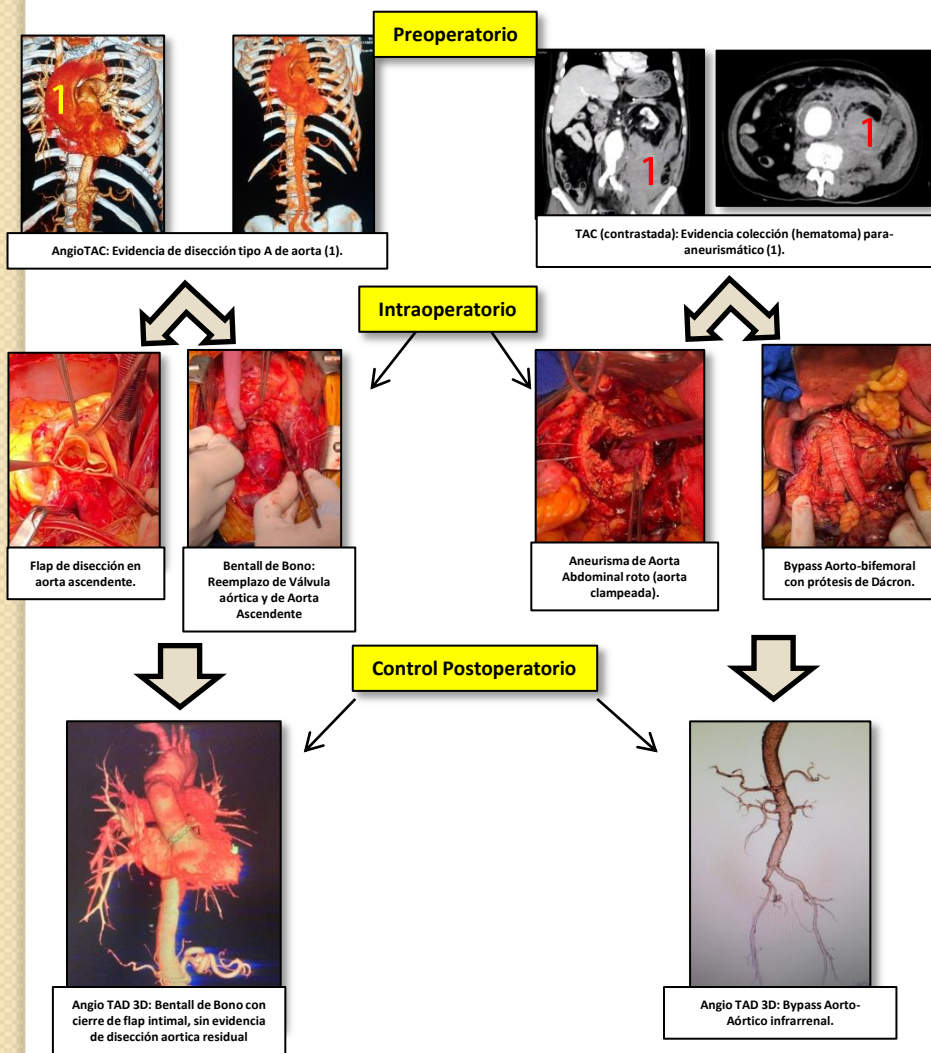 Preoperatorio
1
1
1
AngioTAC: Evidencia de disección tipo A de aorta (1).
TAC (contrastada): Evidencia colección (hematoma) para-
aneurismático (1).
Intraoperatorio
Flap de disección en
aorta ascendente.
Bentall de Bono:
Reemplazo de Válvula
aórtica y de Aorta
Ascendente
Aneurisma de Aorta
Abdominal roto (aorta
clampeada).
Bypass Aorto-bifemoral
con prótesis de Dácron.
Control Postoperatorio
Angio TAD 3D: Bentall de Bono con
cierre de flap intimal, sin evidencia
de disección aortica residual
Angio TAD 3D: Bypass Aorto-
Aórtico infrarrenal.